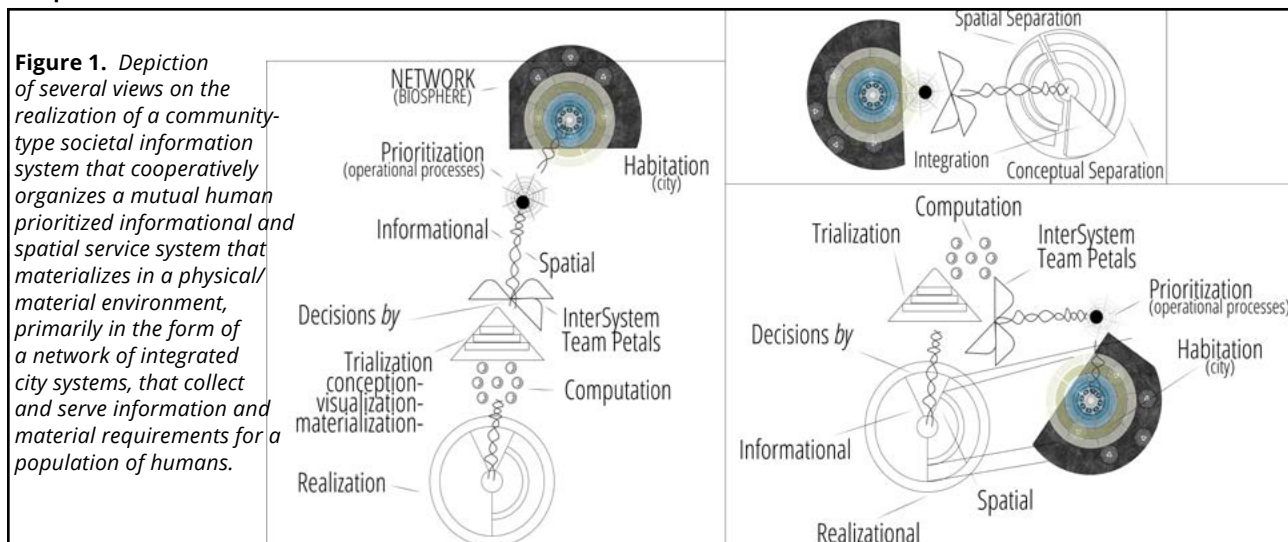 Figure 1. Depiction
of several views on the
realization of a community-
type societal information
system that cooperatively
organizes a mutual human
prioritized informational and
spatial service system that
materializes in a physical/
material environment,
primarily in the form of
a network of integrated
city systems, that collect
and serve information and
material requirements for a
population of humans.
NETWORK
(BIOSPHERE)
Prioritization
(operational processes)
Habitation
(city)
Informational
Spatial
Decisions by
InterSystem
Team Petals
Trialization
conception-
visualization-
materialization-
Computation
Realization
Spatial Separation
Integration
Conceptual Separation
Computation
Trialization
InterSystem
Team Petals
Prioritization
(operational processes)
Decisions by
Habitation
(city)
Informational
Spatial
Realizational